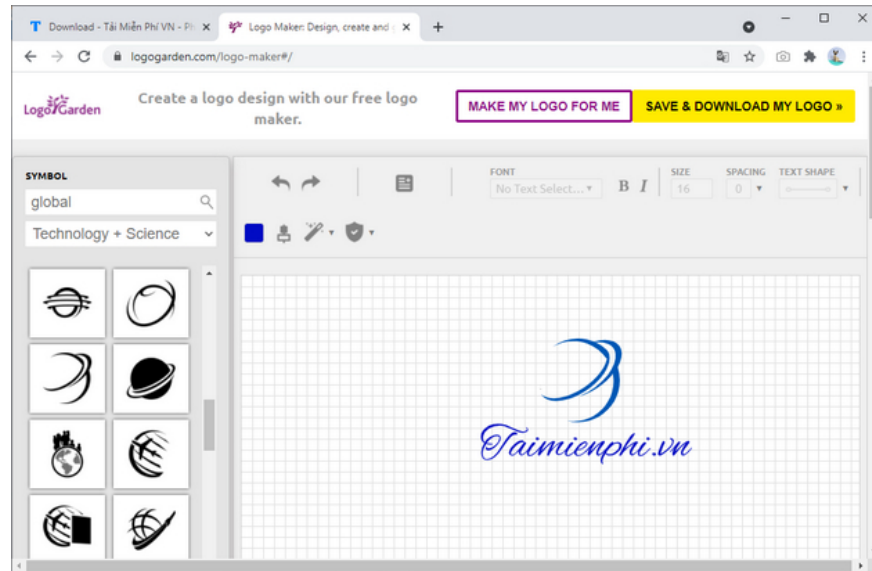 Download - Tải Miễn Phí VN - Ph
Logo Maker: Design, create and
logogarden.com/logo-maker#/
LogoGarden
Create a logo design with our free logo
maker.
MAKE MY LOGO FOR ME
SAVE & DOWNLOAD MY LOGO »
SYMBOL
global
Technology + Science
FONT
No Text Select...
B I
SIZE
16
SPACING
0
TEXT SHAPE
Taimienphi.vn